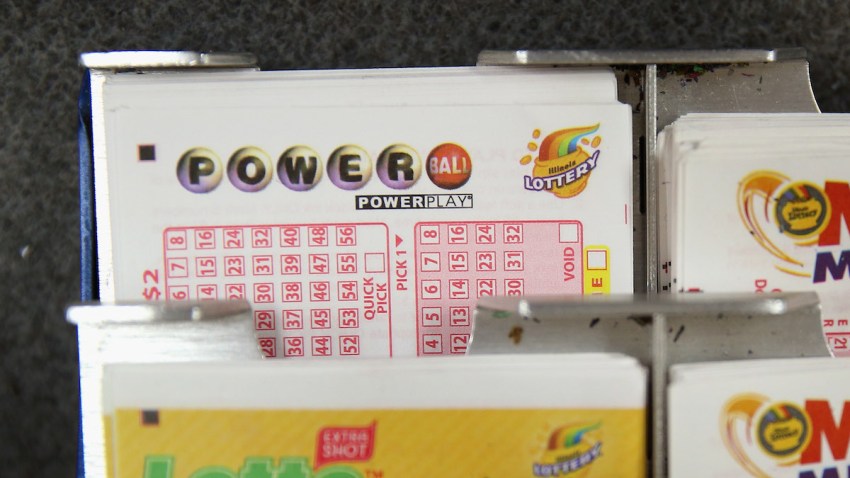 POWERBALL
POWERPLAY®
Illinois
LOTTERY
$2
8 16 24 32 40 48 56
7 15 23 31 39 47 55
6 14 22 30 38 46 54
29 37 45 53
28 36 44 52
QUICK
PICK
PICK 1
8 16 24 32
7 15 23 31
6 14 22 30
5 13
4 12
VOID
E
M
M
21
EXTRA
SHOT
Lotto™
LOTTERY
M
M